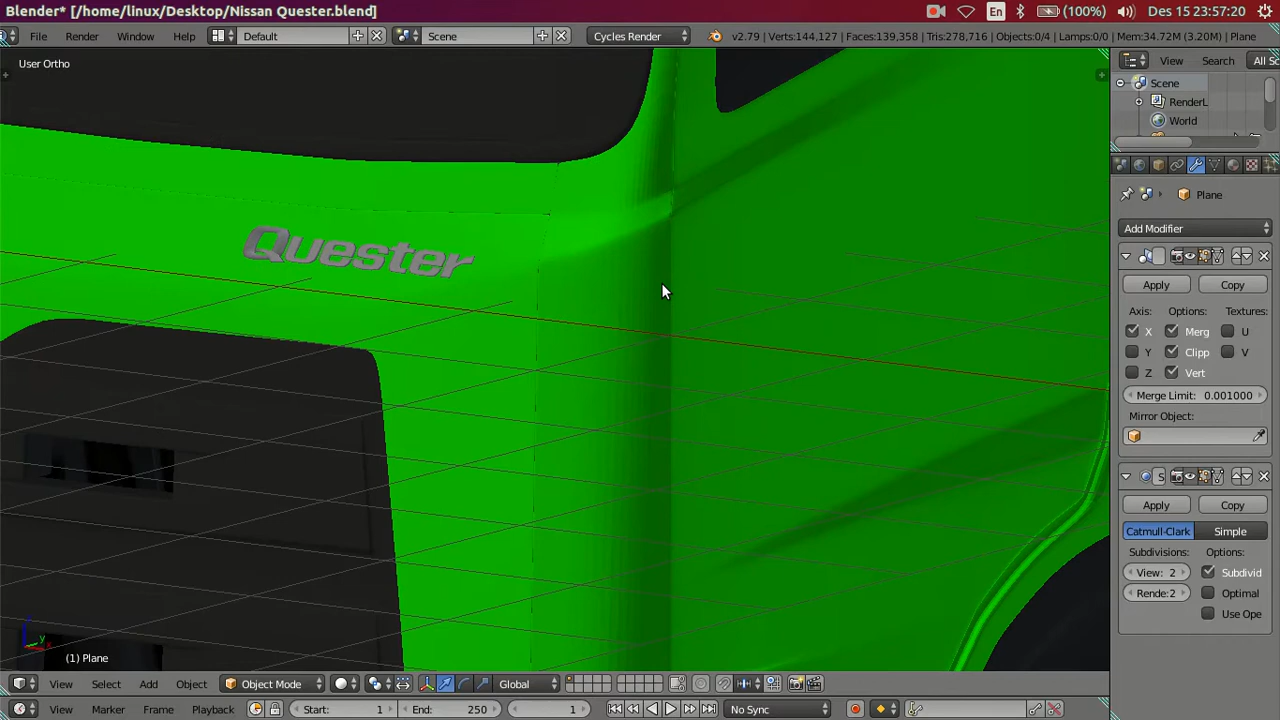 Blender* [/home/linux/Desktop/Nissan Quester.blend]
En
(100%)
Des 15 23:57:20
File
Render
Window
Help
Default
Scene
Cycles Render
v2.79 | Verts:144,127 | Faces:139,358 | Tris:278,716 | Objects:0/4 | Lamps:0/0 | Mem:34.72M (3.20M) | Plane
User Ortho
View
Search
All Sc
Scene
RenderL
World
Plane
Add Modifier
Apply
Copy
Axis:
Options:
Textures:
X
Merg
U
Y
Clipp
V
Z
Vert
Merge Limit: 0.001000
Mirror Object:
S
Apply
Copy
Catmull-Clark
Simple
Subdivisions:
Options:
View: 2
Subdivid
Rende:2
Optimal
Use Ope
Quester
z
y
x
(1) Plane
View
Select
Add
Object
Object Mode
Global
View
Marker
Frame
Playback
Start: 1
End: 250
1
No Sync